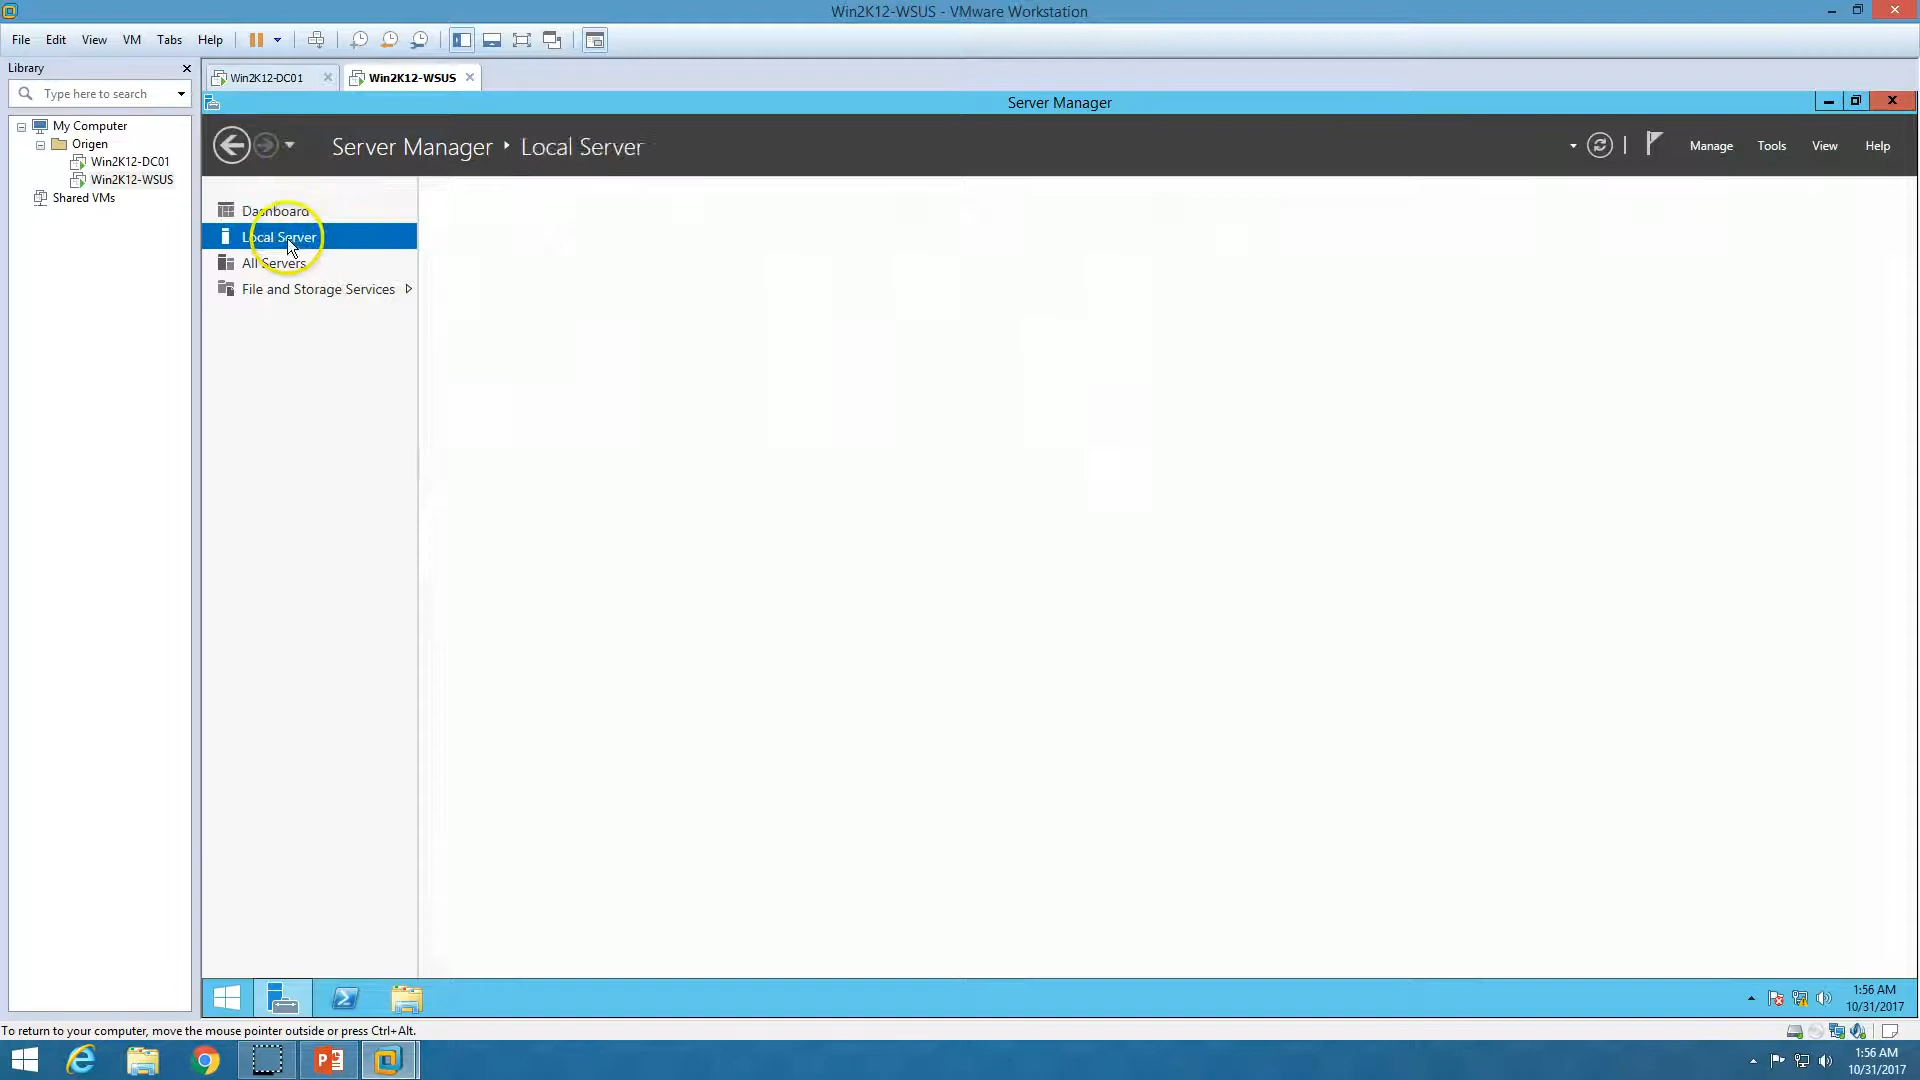 Win2K12-WSUS - VMware Workstation
File Edit View VM Tabs Help
Library
Type here to search
My Computer
Origen
Win2K12-DC01
Win2K12-WSUS
Shared VMs
Win2K12-DC01
Win2K12-WSUS
Server Manager
Server Manager
Local Server
Manage
Tools
View
Help
Dashboard
Local Server
All Servers
File and Storage Services
1:56 AM
10/31/2017
To return to your computer, move the mouse pointer outside or press Ctrl+Alt.
1:56 AM
10/31/2017